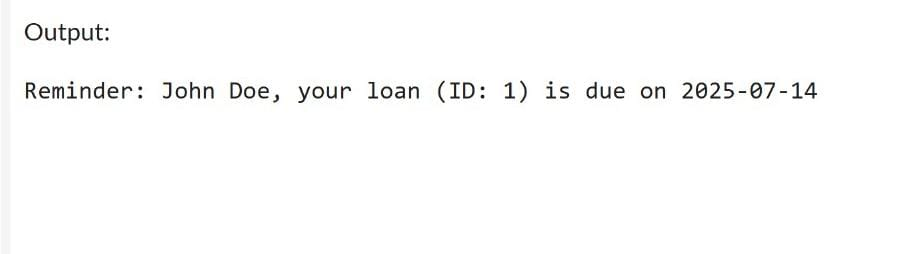 Output:
Reminder: John Doe, your loan (ID: 1) is due on 2025-07-14